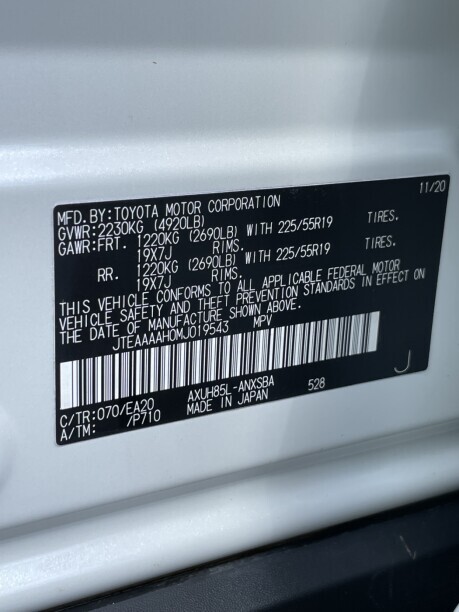 MFD.BY:TOYOTA MOTOR CORPORATION 11/20
GVWR:2230KG (4920LB)
GAWR:FRT. 1220KG (2690LB) WITH 225/55R19 TIRES.
19X7J RIMS.
RR. 1220KG (2690LB) WITH 225/55R19 TIRES.
19X7J RIMS.
THIS VEHICLE CONFORMS TO ALL APPLICABLE FEDERAL MOTOR
VEHICLE SAFETY AND THEFT PREVENTION STANDARDS IN EFFECT ON
THE DATE OF MANUFACTURE SHOWN ABOVE.
JTEAAAAH0MJ019543 MPV
C/TR:070/EA20 AXUH85L-ANXSBA 528
A/TM: /P710 MADE IN JAPAN
J